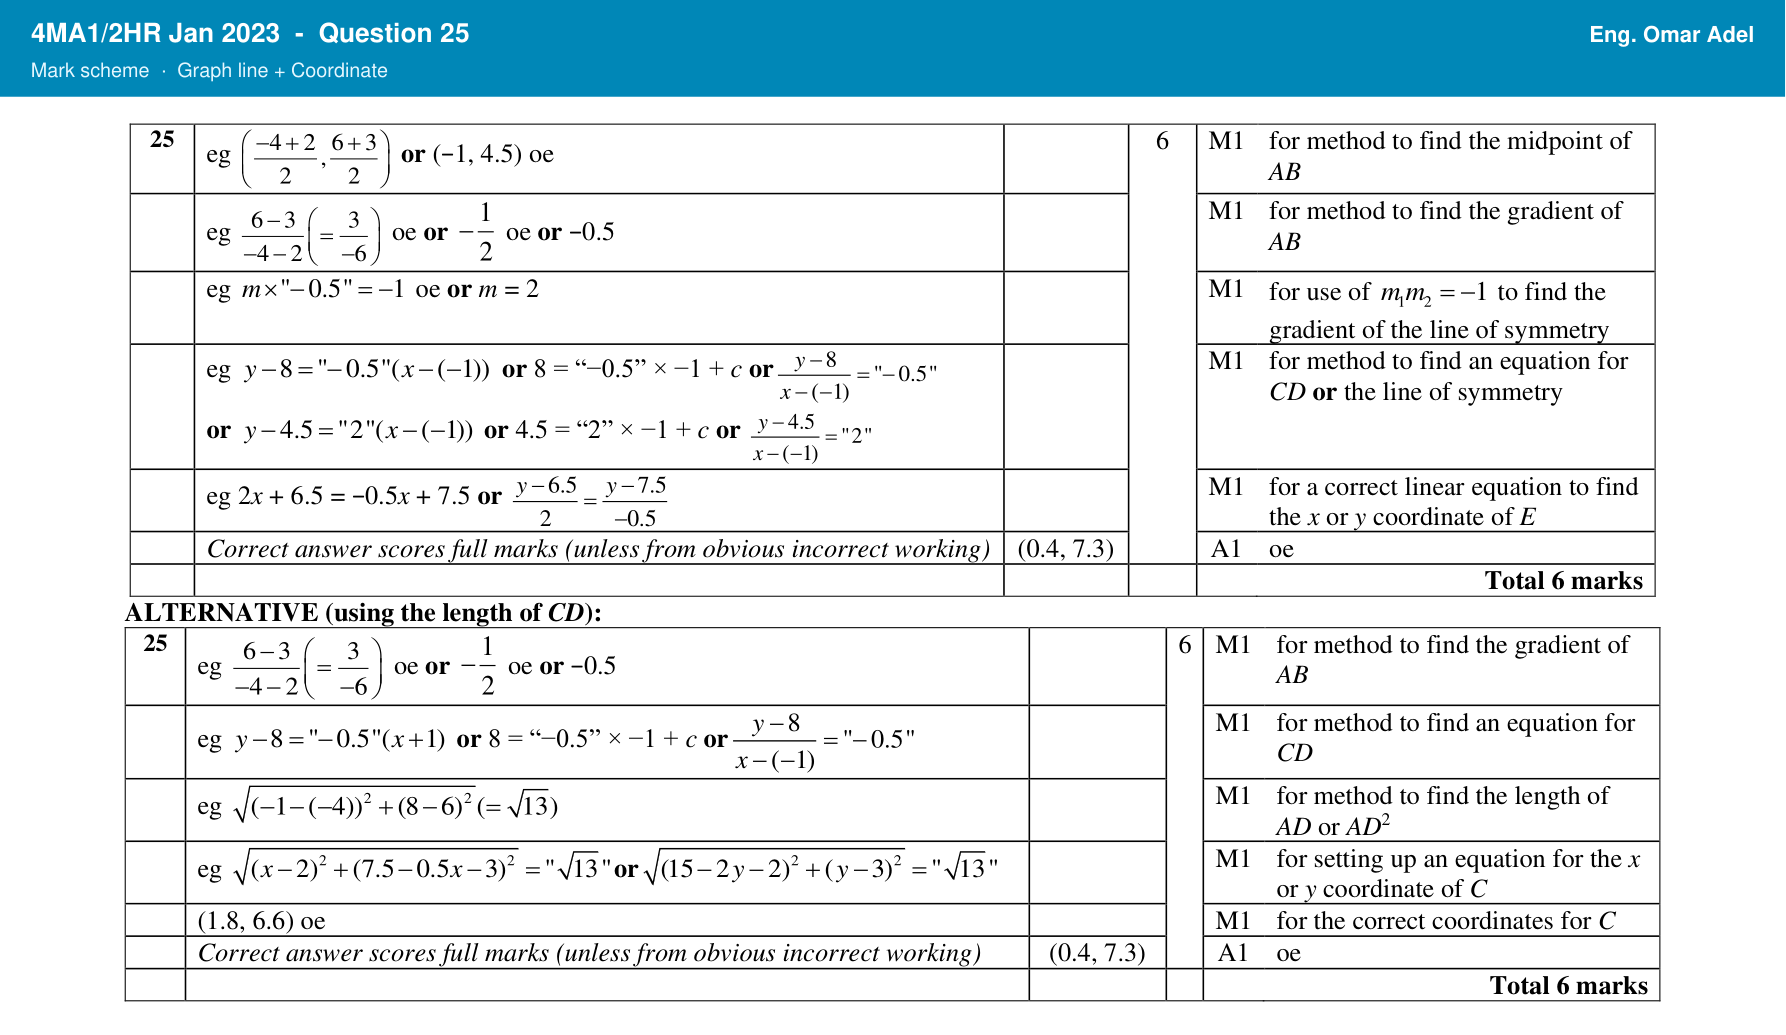 4MA1/2HR Jan 2023 - Question 25
Eng. Omar Adel
Mark scheme · Graph line + Coordinate
25 eg ((−4+2)/2, (6+3)/2) or (−1, 4.5) oe 6 M1 for method to find the midpoint of
AB
eg (6−3)/(−4−2) (= 3/−6) oe or −1/2 oe or −0.5 M1 for method to find the gradient of
AB
eg m×"−0.5" = −1 oe or m = 2 M1 for use of m₁m₂ = −1 to find the
gradient of the line of symmetry
eg y−8 = "−0.5"(x−(−1)) or 8 = “−0.5” × −1 + c or (y−8)/(x−(−1)) = "−0.5" M1 for method to find an equation for
CD or the line of symmetry
or y−4.5 = "2"(x−(−1)) or 4.5 = “2” × −1 + c or (y−4.5)/(x−(−1)) = "2"
eg 2x + 6.5 = −0.5x + 7.5 or (y−6.5)/2 = (y−7.5)/−0.5 M1 for a correct linear equation to find
the x or y coordinate of E
Correct answer scores full marks (unless from obvious incorrect working) (0.4, 7.3) A1 oe
Total 6 marks
ALTERNATIVE (using the length of CD):
25 eg (6−3)/(−4−2) (= 3/−6) oe or −1/2 oe or −0.5 6 M1 for method to find the gradient of
AB
eg y−8 = "−0.5"(x+1) or 8 = “−0.5” × −1 + c or (y−8)/(x−(−1)) = "−0.5" M1 for method to find an equation for
CD
eg √((−1−(−4))² + (8−6)²) (= √13) M1 for method to find the length of
AD or AD²
eg √((x−2)² + (7.5−0.5x−3)²) = "√13" or √((15−2y−2)² + (y−3)²) = "√13" M1 for setting up an equation for the x
or y coordinate of C
(1.8, 6.6) oe M1 for the correct coordinates for C
Correct answer scores full marks (unless from obvious incorrect working) (0.4, 7.3) A1 oe
Total 6 marks